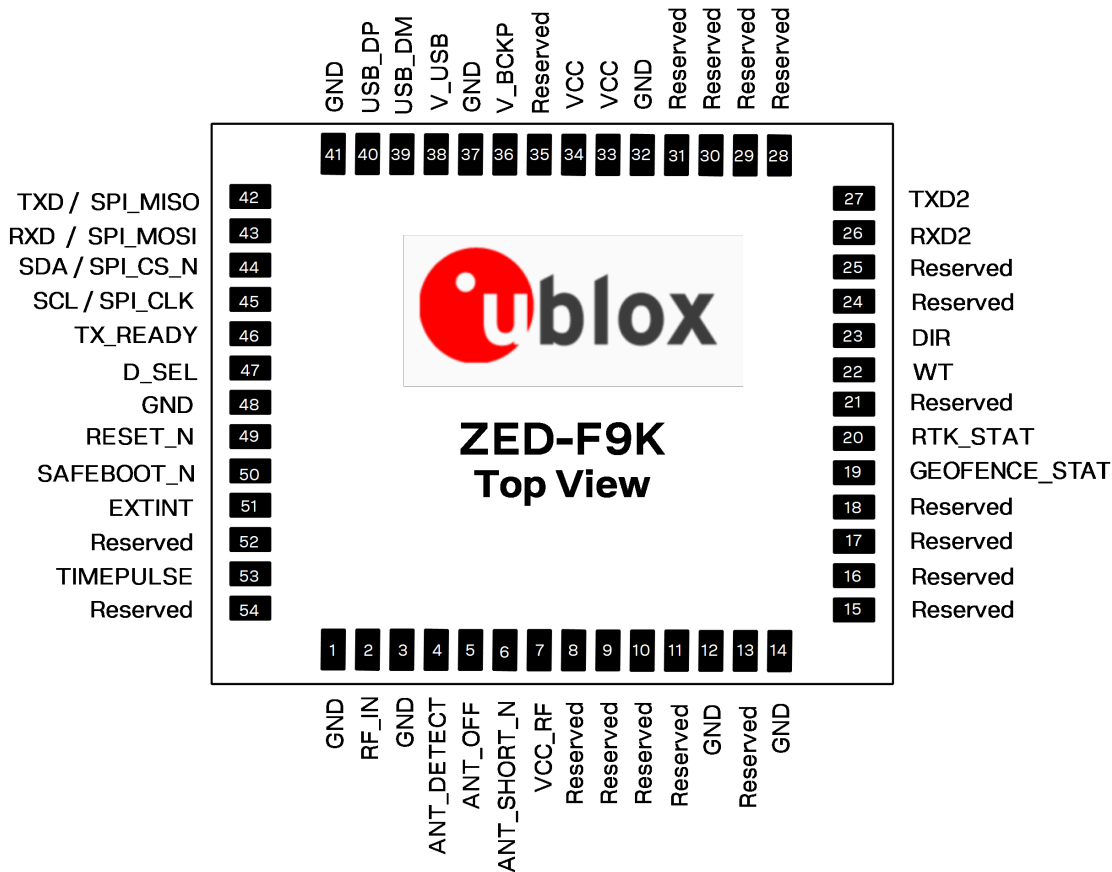 GND
USB_DP
USB_DM
V_USB
GND
V_BCKP
Reserved
VCC
VCC
GND
Reserved
Reserved
Reserved
Reserved
41 40 39 38 37 36 35 34 33 32 31 30 29 28
TXD / SPI_MISO 42
RXD / SPI_MOSI 43
SDA / SPI_CS_N 44
SCL / SPI_CLK 45
TX_READY 46
D_SEL 47
GND 48
RESET_N 49
SAFEBOOT_N 50
EXTINT 51
Reserved 52
TIMEPULSE 53
Reserved 54
ublox
ZED-F9K
Top View
27 TXD2
26 RXD2
25 Reserved
24 Reserved
23 DIR
22 WT
21 Reserved
20 RTK_STAT
19 GEOFENCE_STAT
18 Reserved
17 Reserved
16 Reserved
15 Reserved
1 2 3 4 5 6 7 8 9 10 11 12 13 14
GND
RF_IN
GND
ANT_DETECT
ANT_OFF
ANT_SHORT_N
VCC_RF
Reserved
Reserved
Reserved
Reserved
GND
Reserved
GND